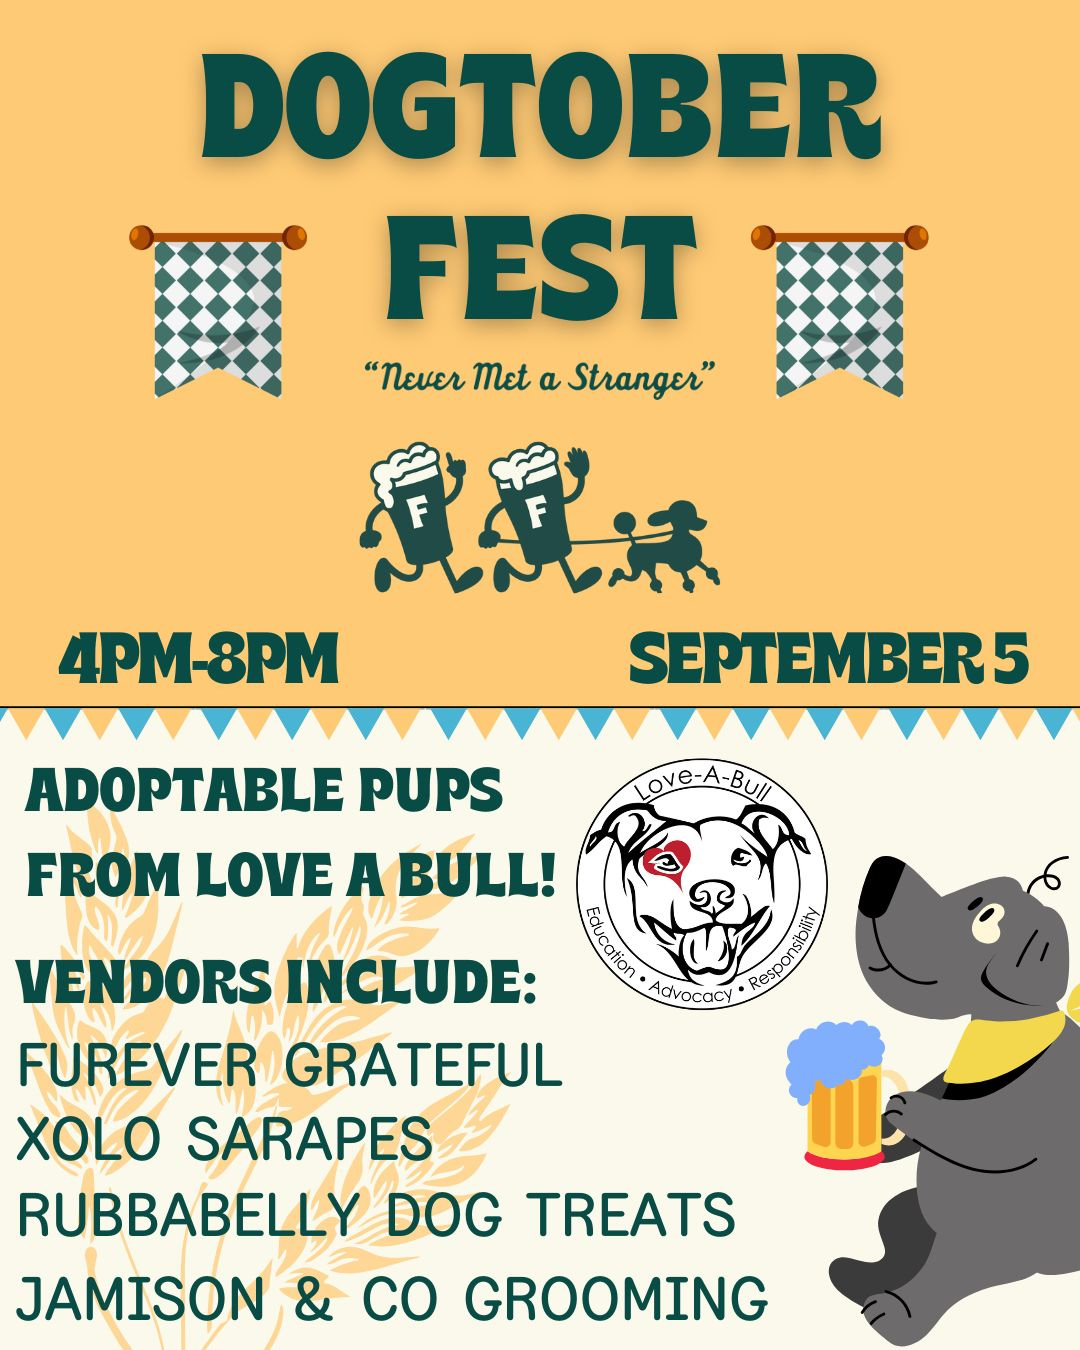 DOGTOBER
FEST
“Never Met a Stranger”
F F
4PM-8PM
SEPTEMBER 5
ADOPTABLE PUPS
FROM LOVE A BULL!
Love-A-Bull
Education • Advocacy • Responsibility
VENDORS INCLUDE:
FUREVER GRATEFUL
XOLO SARAPES
RUBBABELLY DOG TREATS
JAMISON & CO GROOMING